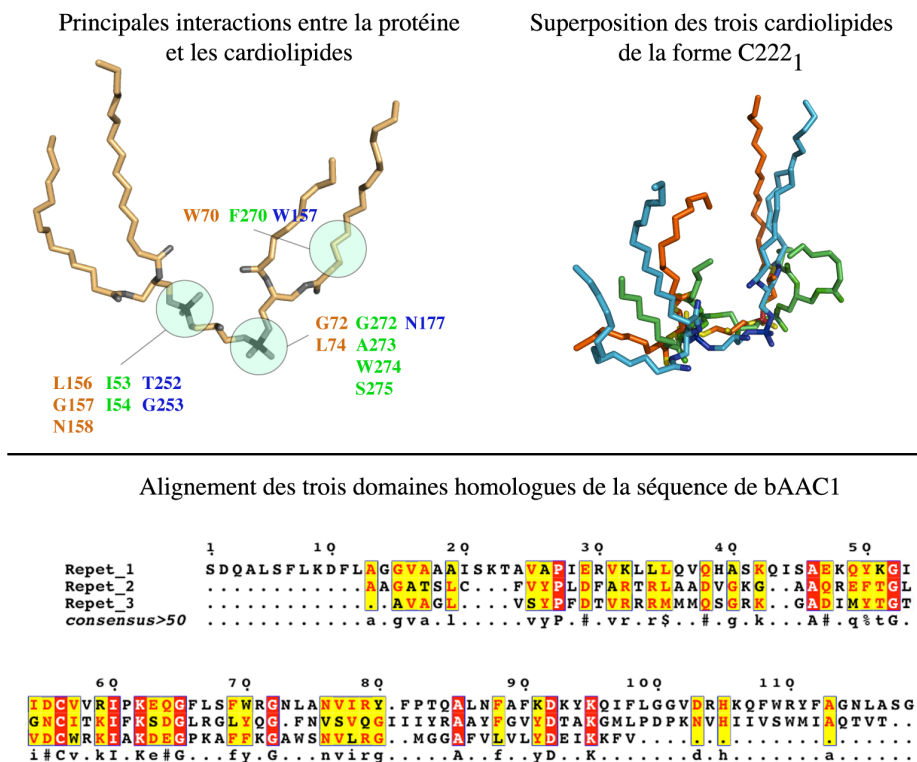 Principales interactions entre la protéine
et les cardiolipides
Superposition des trois cardiolipides
de la forme C222₁
W70 F270 W157
G72 G272 N177
L74 A273
W274
S275
L156 I53 T252
G157 I54 G253
N158
Alignement des trois domaines homologues de la séquence de bAAC1
1 10 20 30 40 50
Repet_1 SDQALSFLKDFLAGGVAAAISKTAVAPIERVKLLLQVQHASKQISAEKQYKGI
Repet_2 ............AAGATSLC...FVYPLDFARTRLAADVGKG..AAQREFTGL
Repet_3 ..............AVAGL....VSYPFDTVRRRMMMQSGRK..GADIMYTGT
consensus>50 ............a.gva.l.....vyP.#.vr.r$..#.g.k...A#.q%tG.
60 70 80 90 100 110
IDCVVRIPKEQGFLSFWRGNLANVIRY.FPTQALNFAFKDKYKQIFLGGVDRHKQFWRYFAGNLASG
GNCITKIFKSDGLRGLYQG.FNVSVQGIIIYRAAYFGVYDTAKGMLPDPKNVHIIVSWMIAQTVT..
VDCWRKIAKDEGPKAFFKGAWSNVLRG..MGGAFVLVLYDEIKKFV.....................
i#Cv.kI.Ke#G..fy.G...nvirg.....A..f..yD..K.......d.h.......a......